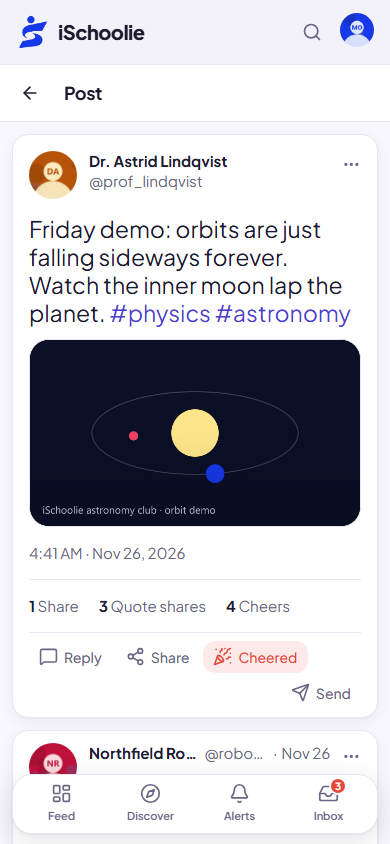 iSchoolie
MO
Post
DA
Dr. Astrid Lindqvist
@prof_lindqvist
Friday demo: orbits are just
falling sideways forever.
Watch the inner moon lap the
planet. #physics #astronomy
iSchoolie astronomy club · orbit demo
4:41 AM · Nov 26, 2026
1 Share 3 Quote shares 4 Cheers
Reply Share Cheered
Send
NR
Northfield Ro… @robo… · Nov 26
3
Feed Discover Alerts Inbox